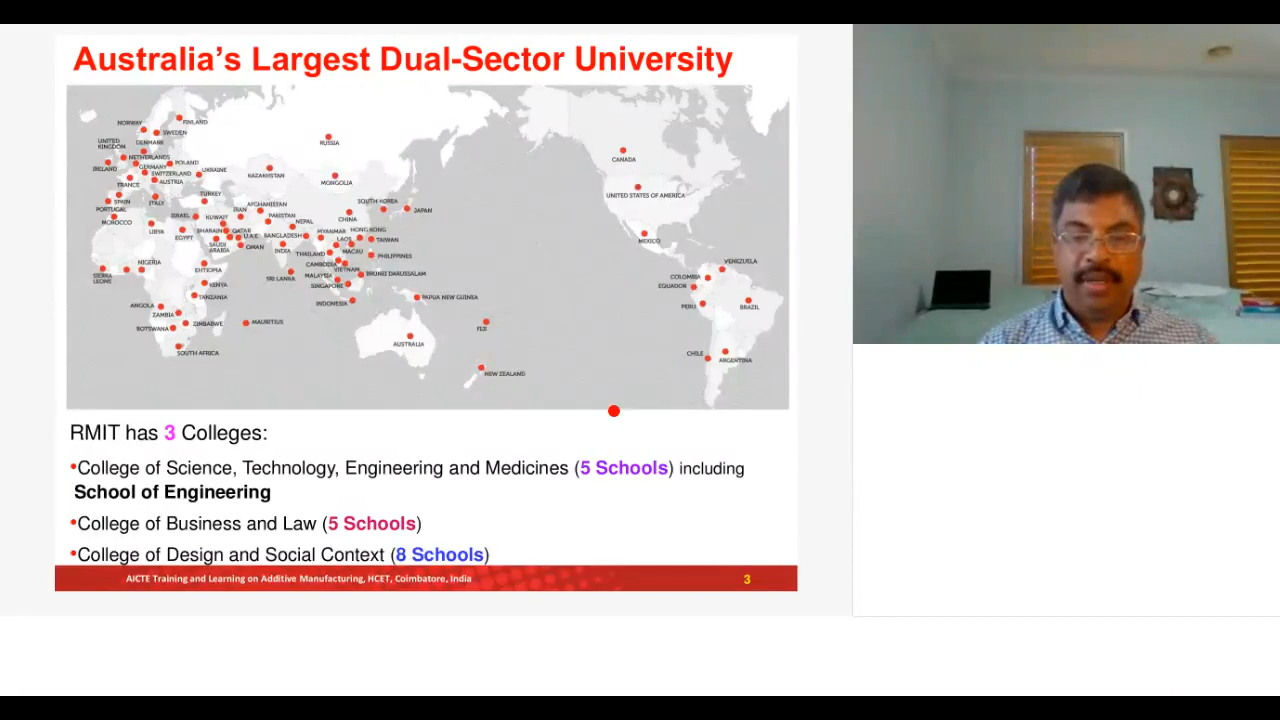 Australia's Largest Dual-Sector University
FINLAND
NORWAY
SWEDEN
UNITED
KINGDOM
DENMARK
RUSSIA
NETHERLANDS
IRELAND
GERMANY
POLAND
SWITZERLAND
UKRAINE
KAZAKHSTAN
MONGOLIA
CANADA
FRANCE
AUSTRIA
SPAIN
ITALY
TURKEY
UNITED STATES OF AMERICA
PORTUGAL
AFGHANISTAN
SOUTH KOREA
JAPAN
MOROCCO
ISRAEL
KUWAIT
IRAN
PAKISTAN
CHINA
NEPAL
LIBYA
EGYPT
BAHRAIN
QATAR
U.A.E
BANGLADESH
MYANMAR
HONG KONG
LAOS
TAIWAN
MEXICO
SAUDI
ARABIA
OMAN
INDIA
THAILAND
MACAU
PHILIPPINES
NIGERIA
ETHIOPIA
CAMBODIA
VIETNAM
VENEZUELA
SIERRA
LEONE
KENYA
SRI LANKA
MALAYSIA
BRUNEI DARUSSALAM
COLOMBIA
SINGAPORE
EQUADOR
TANZANIA
INDONESIA
PAPUA NEW GUINEA
ANGOLA
PERU
BRAZIL
ZAMBIA
BOTSWANA
ZIMBABWE
MAURITIUS
FIJI
AUSTRALIA
SOUTH AFRICA
CHILE
ARGENTINA
NEW ZEALAND
RMIT has 3 Colleges:
•College of Science, Technology, Engineering and Medicines (5 Schools) including
School of Engineering
•College of Business and Law (5 Schools)
•College of Design and Social Context (8 Schools)
AICTE Training and Learning on Additive Manufacturing, HCET, Coimbatore, India
3